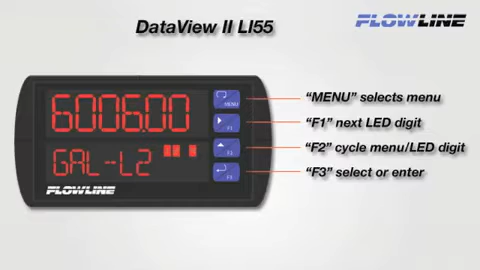 DataView II LI55
FLOWLINE
6006.00
MENU
"MENU" selects menu
F1
"F1" next LED digit
GAL-L2
F2
"F2" cycle menu/LED digit
F3
"F3" select or enter
FLOWLINE